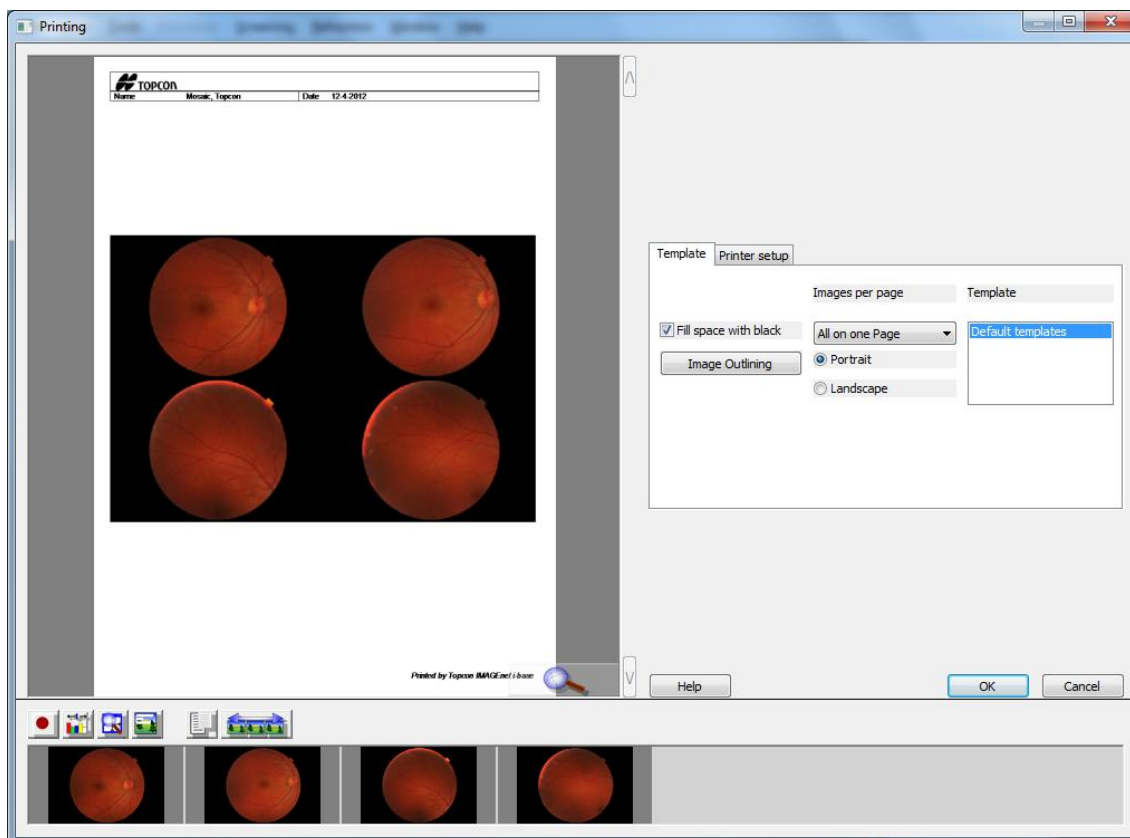 Printing
TOPCON
Name Mosaic, Topcon Date 12-4-2012
Template Printer setup
Images per page Template
Fill space with black All on one Page Default templates
Image Outlining Portrait
Landscape
Printed by Topcon IMAGEnet i-base
Help OK Cancel